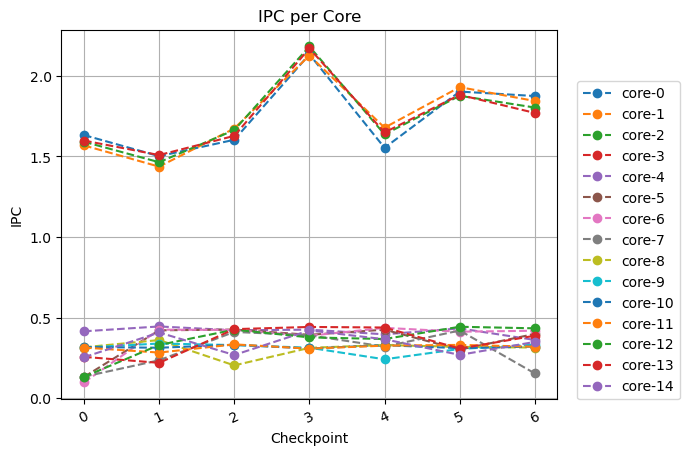 IPC per Core
IPC
2.0
1.5
1.0
0.5
0.0
0
1
2
3
4
5
6
Checkpoint
core-0
core-1
core-2
core-3
core-4
core-5
core-6
core-7
core-8
core-9
core-10
core-11
core-12
core-13
core-14